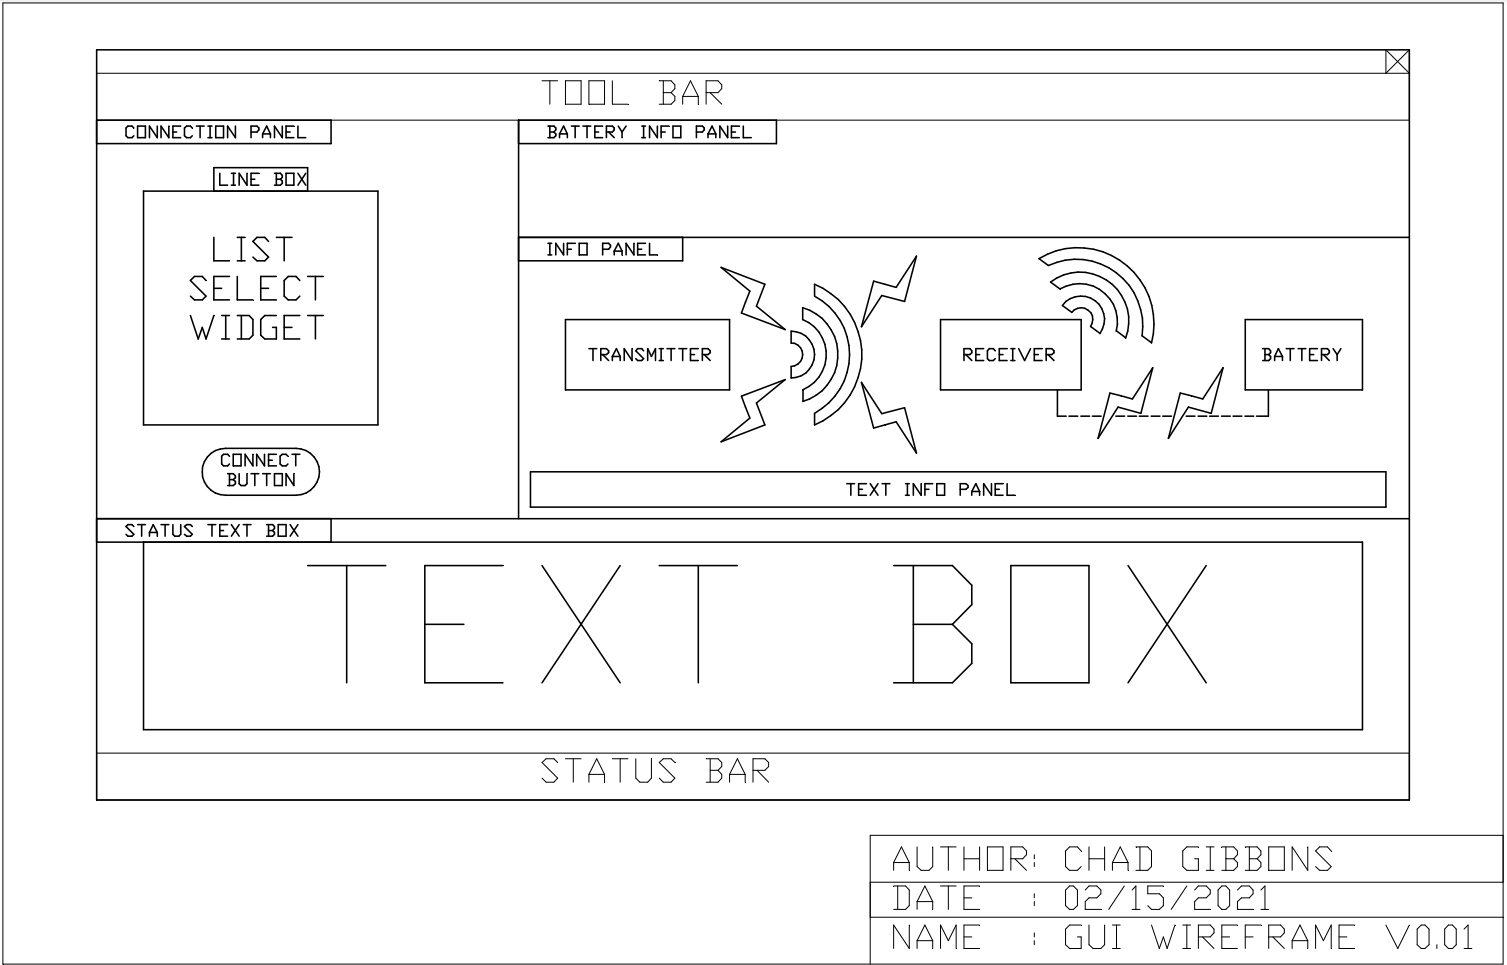 TOOL BAR
CONNECTION PANEL
BATTERY INFO PANEL
LINE BOX
LIST
SELECT
WIDGET
CONNECT
BUTTON
INFO PANEL
TRANSMITTER
RECEIVER
BATTERY
TEXT INFO PANEL
STATUS TEXT BOX
TEXT BOX
STATUS BAR
AUTHOR: CHAD GIBBONS
DATE : 02/15/2021
NAME : GUI WIREFRAME V0.01